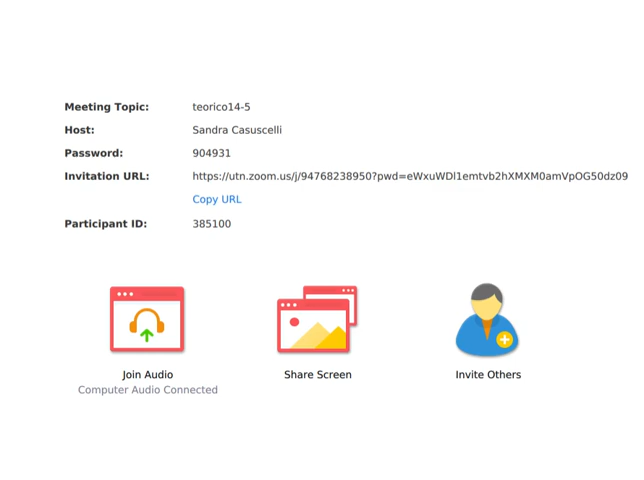 Meeting Topic: teorico14-5
Host: Sandra Casuscelli
Password: 904931
Invitation URL: https://utn.zoom.us/j/94768238950?pwd=eWxuWDl1emtvb2hXMXM0amVpOG50dz09
Copy URL
Participant ID: 385100
Join Audio Share Screen Invite Others
Computer Audio Connected